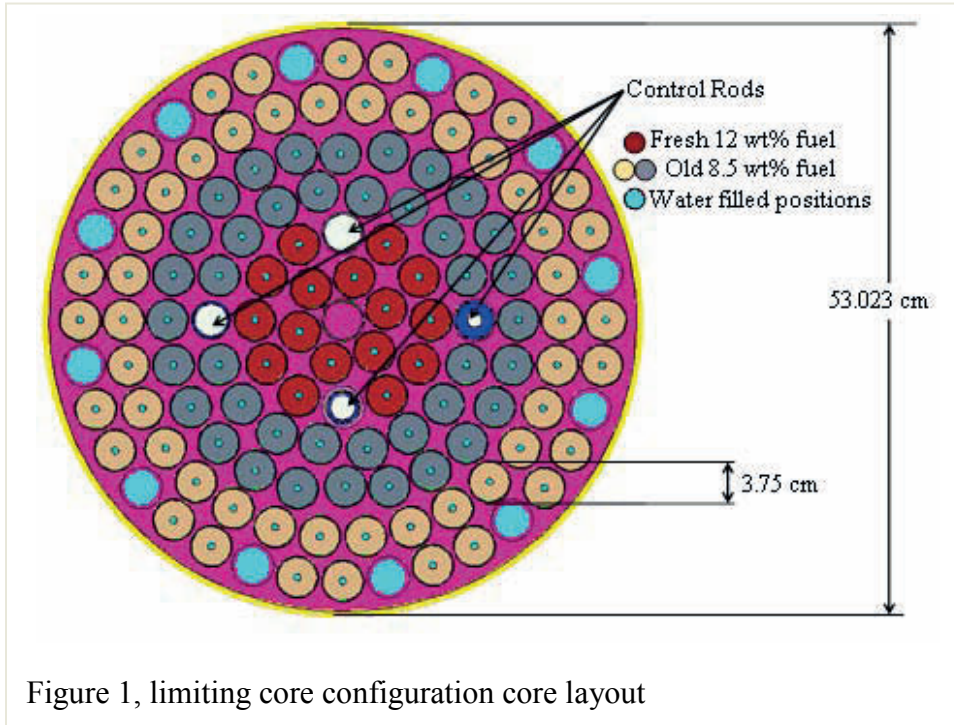 Control Rods
Fresh 12 wt% fuel
Old 8.5 wt% fuel
Water filled positions
53.023 cm
3.75 cm
Figure 1, limiting core configuration core layout